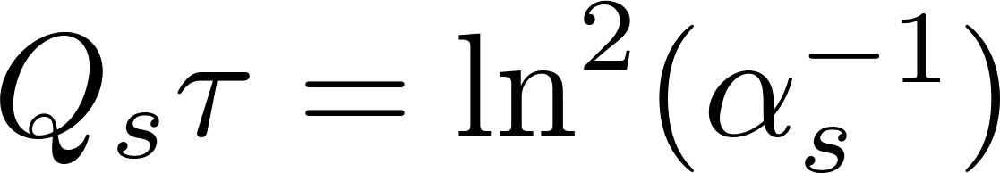 $Q_s \tau = \ln^2(\alpha_s^{-1})$